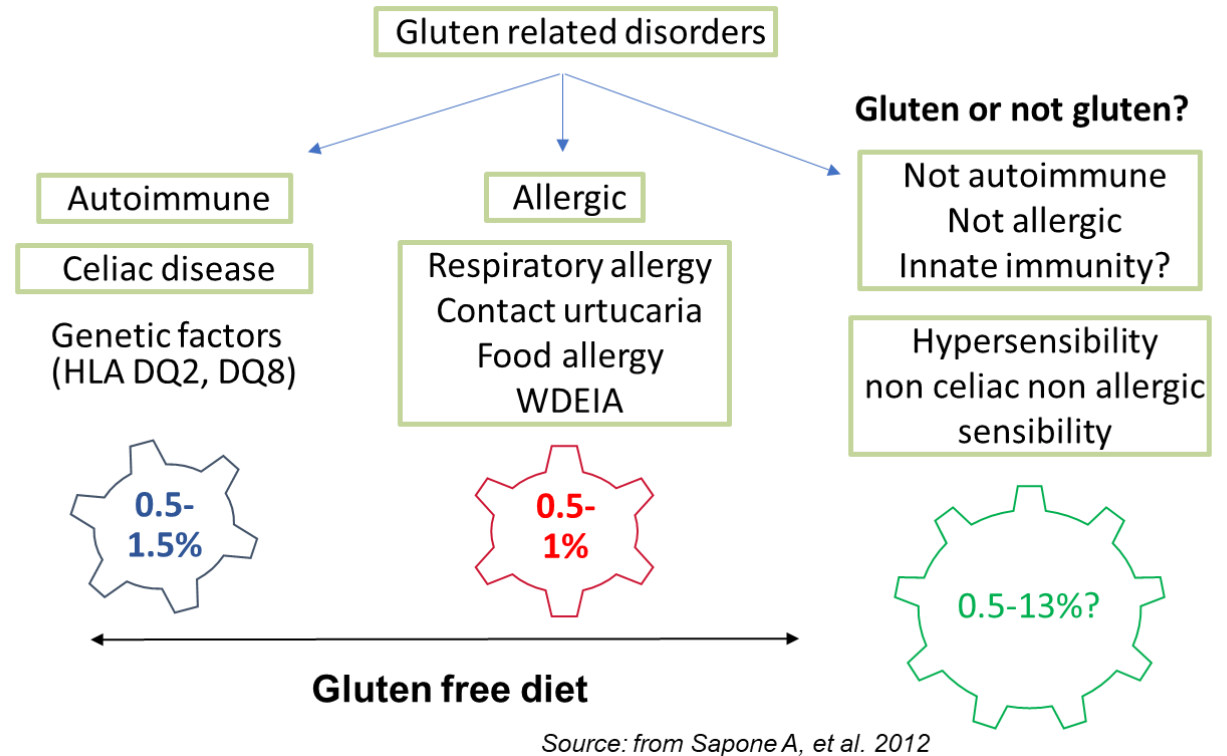 Gluten related disorders
Gluten or not gluten?
Autoimmune
Celiac disease
Genetic factors
(HLA DQ2, DQ8)
0.5-
1.5%
Allergic
Respiratory allergy
Contact urtucaria
Food allergy
WDEIA
0.5-
1%
Not autoimmune
Not allergic
Innate immunity?
Hypersensibility
non celiac non allergic
sensibility
0.5-13%?
Gluten free diet
Source: from Sapone A, et al. 2012